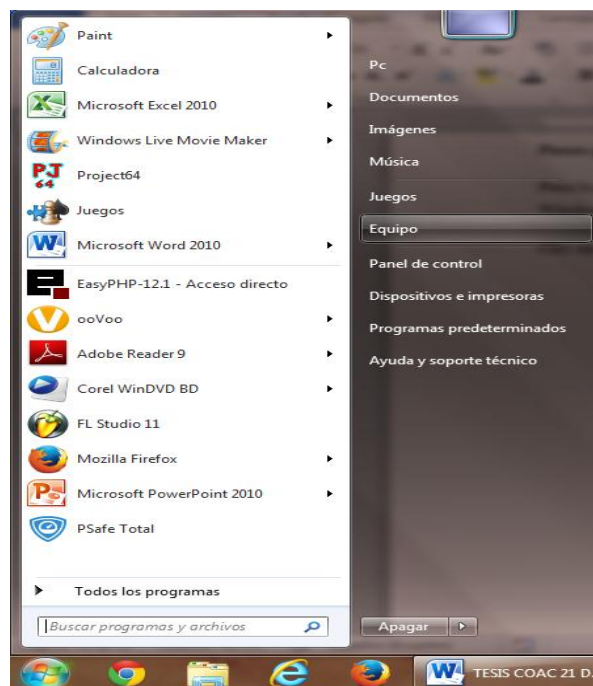 Paint
Calculadora
Microsoft Excel 2010
Windows Live Movie Maker
PJ
64
Project64
Juegos
Microsoft Word 2010
EasyPHP-12.1 - Acceso directo
ooVoo
Adobe Reader 9
Corel WinDVD BD
FL Studio 11
Mozilla Firefox
Microsoft PowerPoint 2010
PSafe Total
Todos los programas
Buscar programas y archivos
Pc
Documentos
Imágenes
Música
Juegos
Equipo
Panel de control
Dispositivos e impresoras
Programas predeterminados
Ayuda y soporte técnico
Apagar
TESIS COAC 21 D.